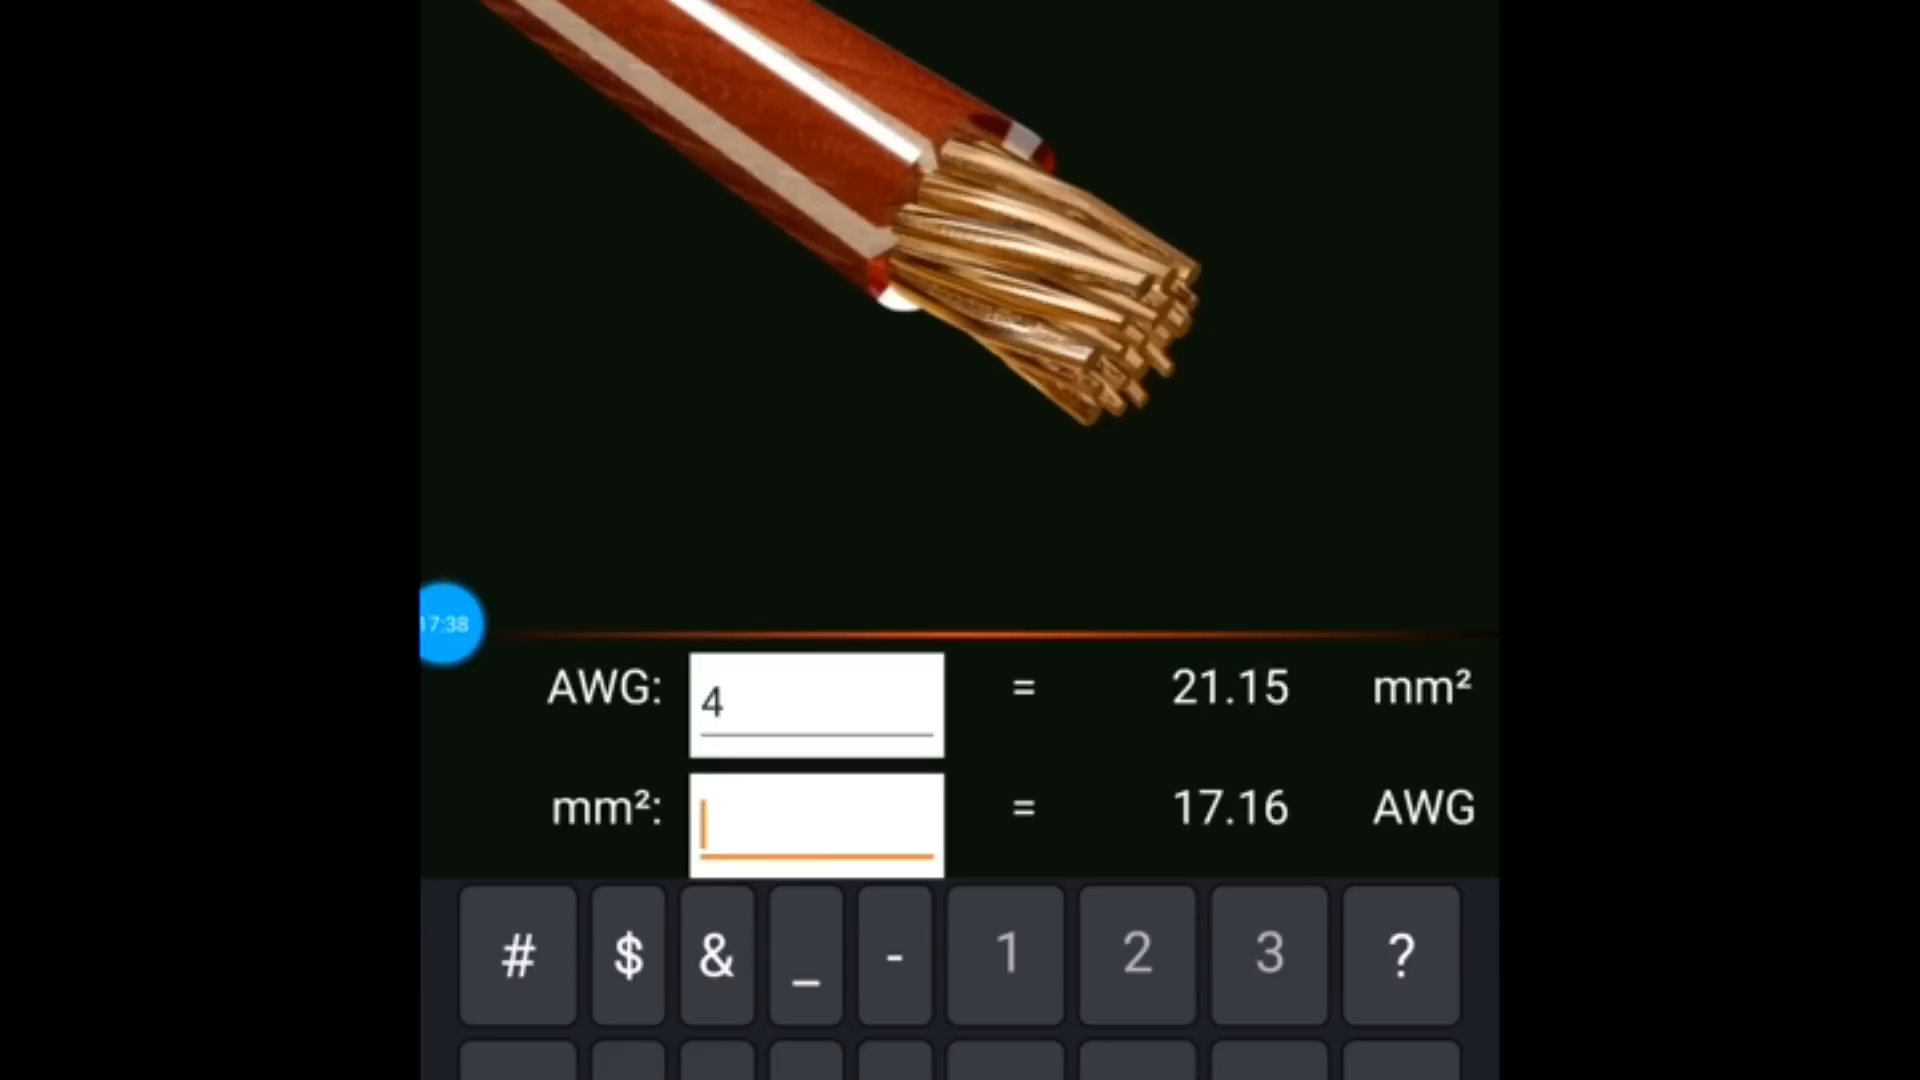 17:38
AWG: 4 = 21.15 mm²
mm²: = 17.16 AWG
# $ & _ - 1 2 3 ?